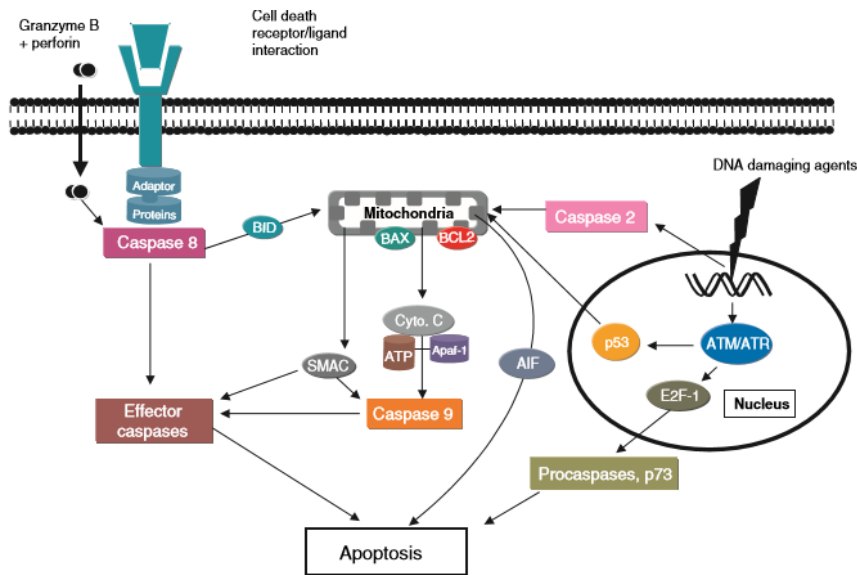 Granzyme B
+ perforin
Cell death
receptor/ligand
interaction
DNA damaging agents
Adaptor
Proteins
Caspase 8
BID
Mitochondria
BAX
BCL2
Caspase 2
Cyto. C
ATP
Apaf-1
SMAC
AIF
p53
ATM/ATR
E2F-1
Nucleus
Effector
caspases
Caspase 9
Procaspases, p73
Apoptosis